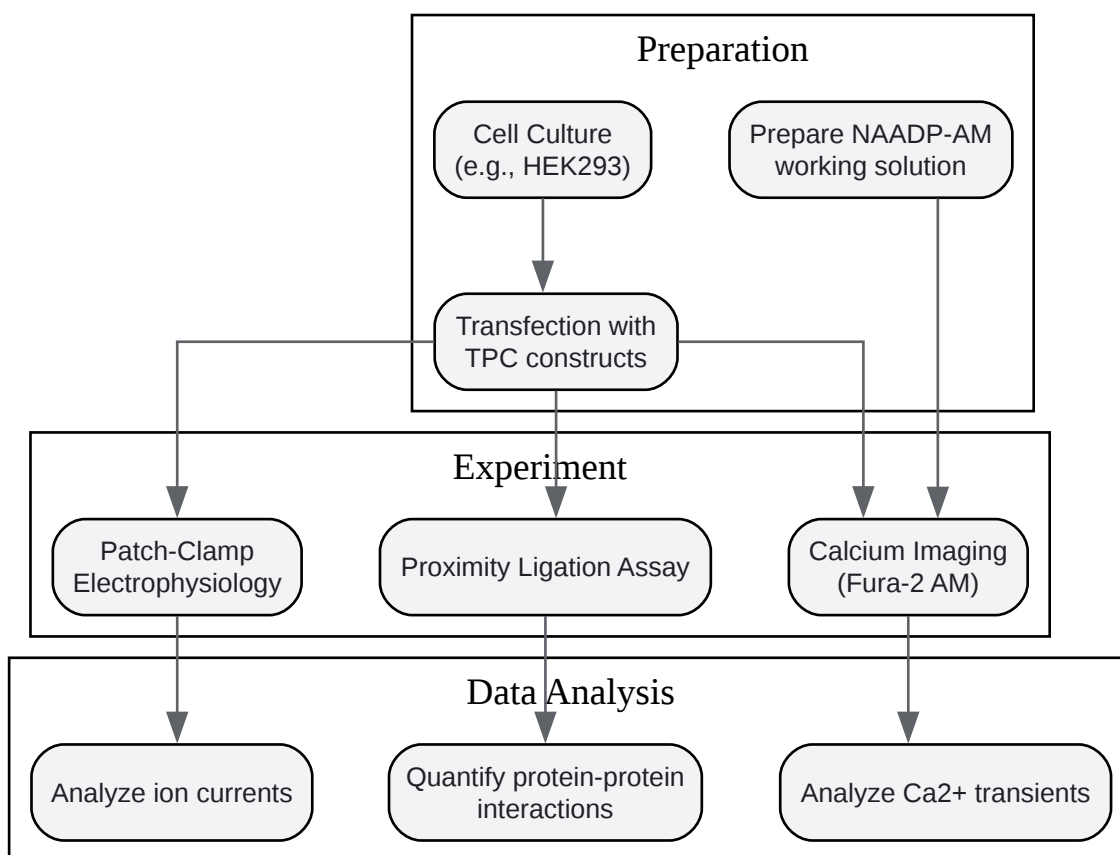 Preparation
Cell Culture
(e.g., HEK293)
Prepare NAADP-AM
working solution
Transfection with
TPC constructs
Experiment
Patch-Clamp
Electrophysiology
Proximity Ligation Assay
Calcium Imaging
(Fura-2 AM)
Data Analysis
Analyze ion currents
Quantify protein-protein
interactions
Analyze Ca2+ transients